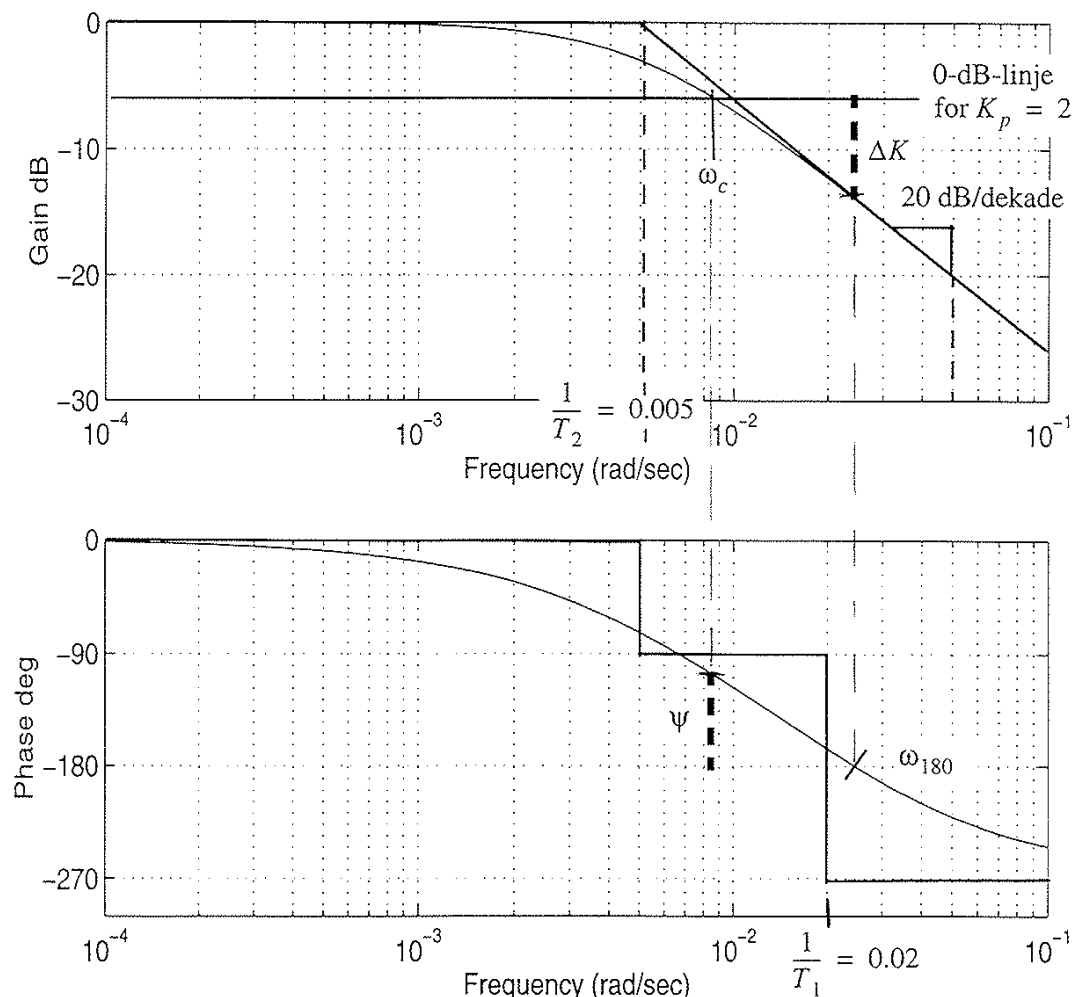 0
-10
-20
-30
Gain dB
0-dB-linje
for K_p = 2
ΔK
ω_c
20 dB/dekade
1/T_2 = 0.005
10^-4
10^-3
10^-2
10^-1
Frequency (rad/sec)
0
-90
-180
-270
Phase deg
ψ
ω_180
10^-4
10^-3
10^-2
10^-1
Frequency (rad/sec)
1/T_1 = 0.02